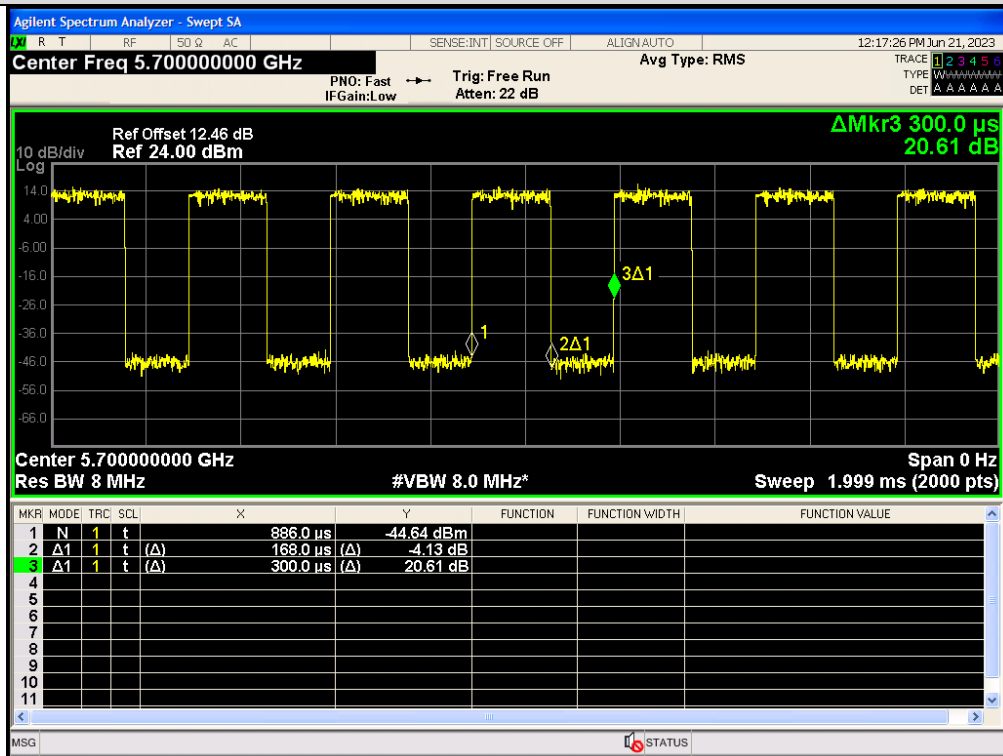 Agilent Spectrum Analyzer - Swept SA
LXI R T RF 50 Ω AC SENSE:INT SOURCE OFF ALIGN AUTO 12:17:26 PM Jun 21, 2023
Center Freq 5.700000000 GHz Avg Type: RMS TRACE 1 2 3 4 5 6
PNO: Fast Trig: Free Run TYPE
IFGain:Low Atten: 22 dB DET A A A A A A
ΔMkr3 300.0 µs
Ref Offset 12.46 dB
10 dB/div Ref 24.00 dBm 20.61 dB
Log
14.0
4.00
-6.00
-16.0
-26.0
-36.0
-46.0
-56.0
-66.0
3Δ1
1
2Δ1
Center 5.700000000 GHz Span 0 Hz
Res BW 8 MHz #VBW 8.0 MHz* Sweep 1.999 ms (2000 pts)
MKR MODE TRC SCL X Y FUNCTION FUNCTION WIDTH FUNCTION VALUE
1 N 1 t 886.0 µs -44.64 dBm
2 Δ1 1 t (Δ) 168.0 µs (Δ) -4.13 dB
3 Δ1 1 t (Δ) 300.0 µs (Δ) 20.61 dB
4
5
6
7
8
9
10
11
MSG STATUS